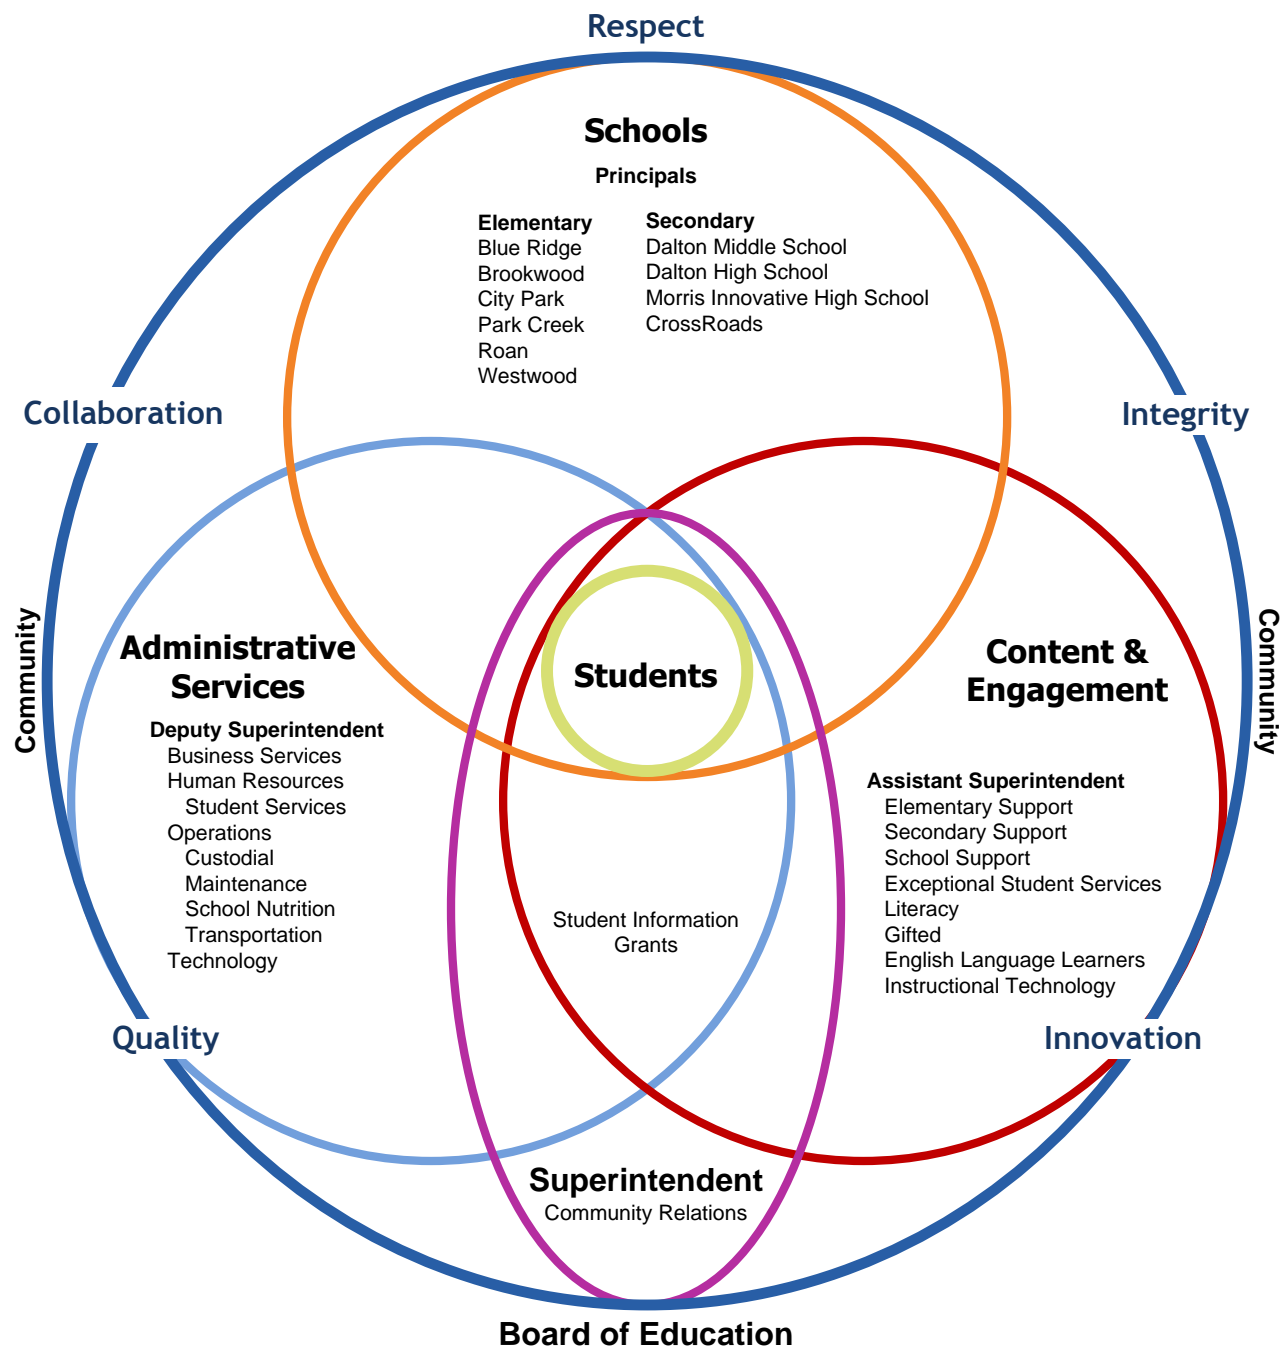 Respect
Schools
Principals
Elementary
Blue Ridge
Brookwood
City Park
Park Creek
Roan
Westwood
Secondary
Dalton Middle School
Dalton High School
Morris Innovative High School
CrossRoads
Collaboration
Integrity
Community
Community
Administrative
Services
Deputy Superintendent
Business Services
Human Resources
Student Services
Operations
Custodial
Maintenance
School Nutrition
Transportation
Technology
Students
Content &
Engagement
Assistant Superintendent
Elementary Support
Secondary Support
School Support
Exceptional Student Services
Literacy
Gifted
English Language Learners
Instructional Technology
Student Information
Grants
Quality
Innovation
Superintendent
Community Relations
Board of Education